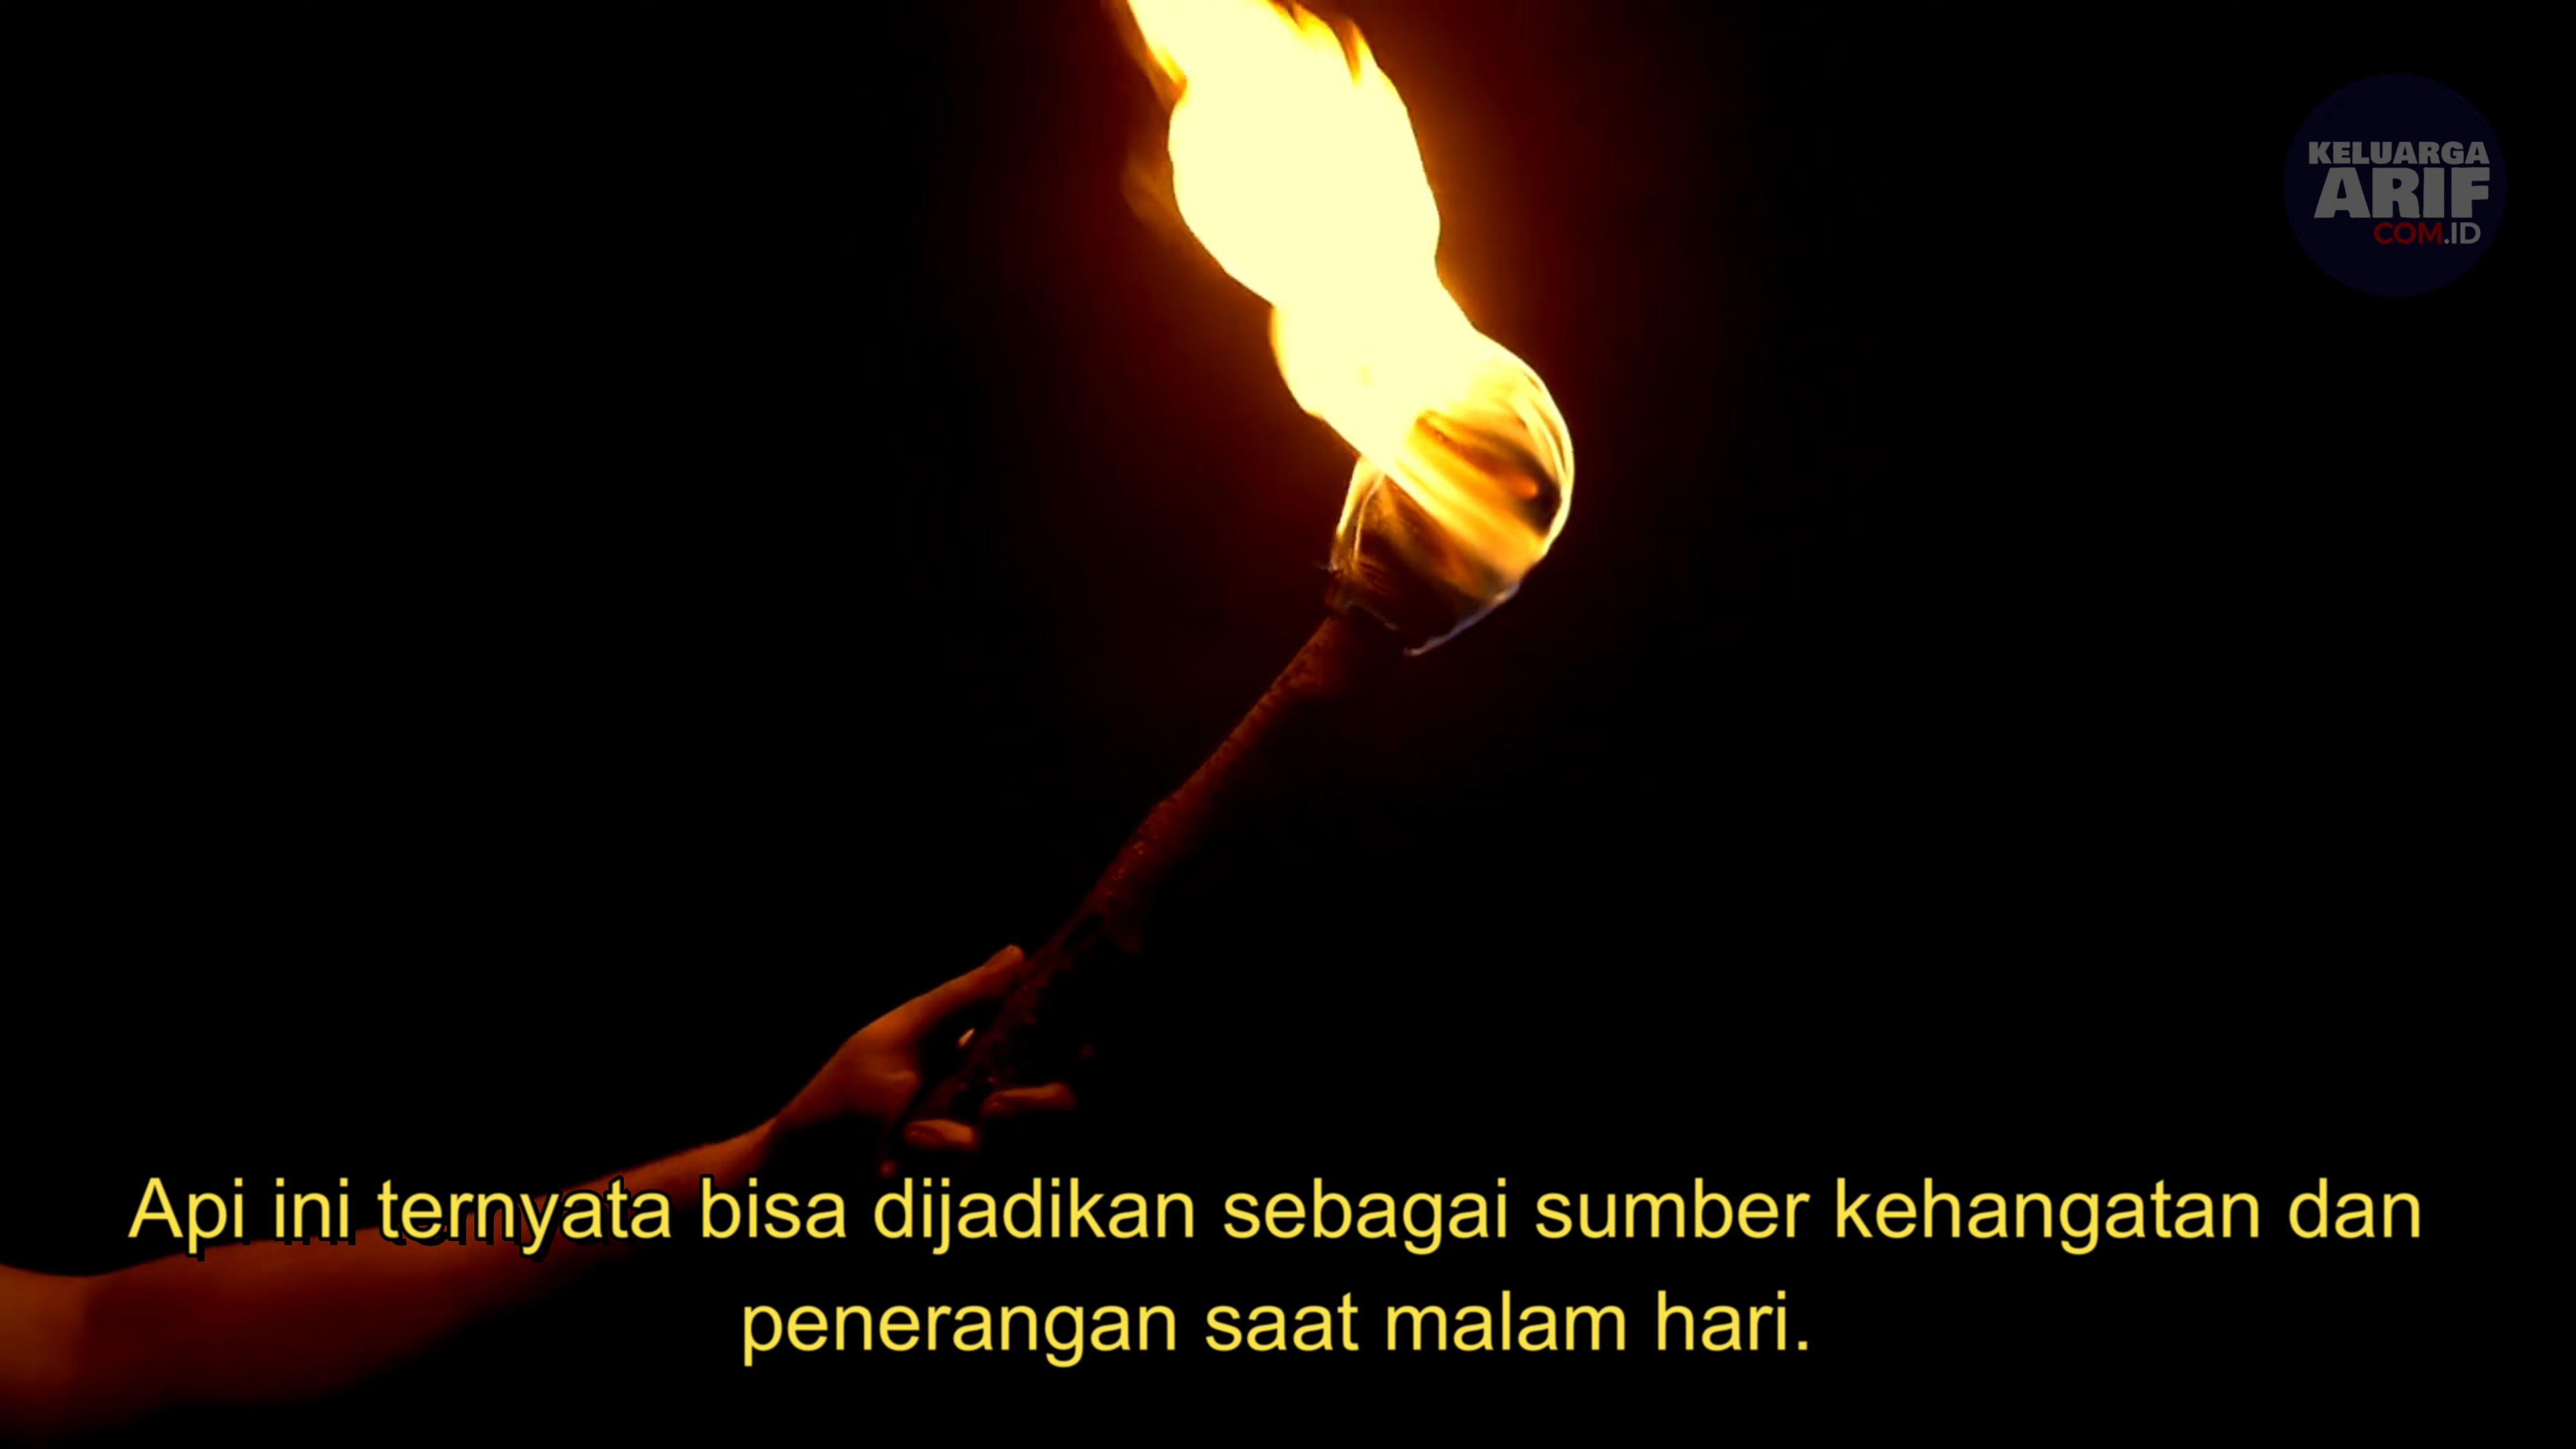 KELUARGA
ARIF
COM.ID
Api ini ternyata bisa dijadikan sebagai sumber kehangatan dan
penerangan saat malam hari.